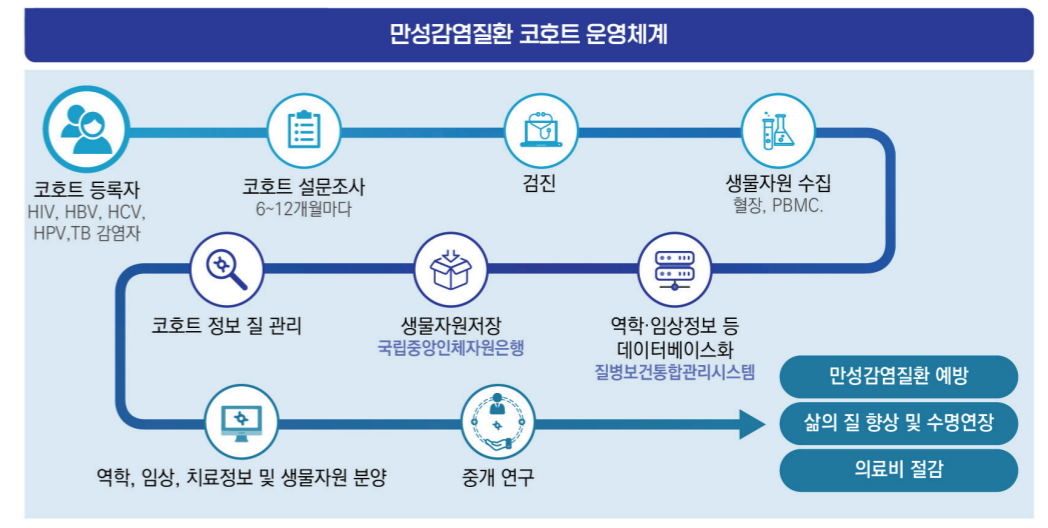 만성감염질환 코호트 운영체계
코호트 등록자
HIV, HBV, HCV,
HPV,TB 감염자
코호트 설문조사
6~12개월마다
검진
생물자원 수집
혈장, PBMC.
역학·임상정보 등
데이터베이스화
질병보건통합관리시스템
생물자원저장
국립중앙인체자원은행
코호트 정보 질 관리
역학, 임상, 치료정보 및 생물자원 분양
중개 연구
만성감염질환 예방
삶의 질 향상 및 수명연장
의료비 절감